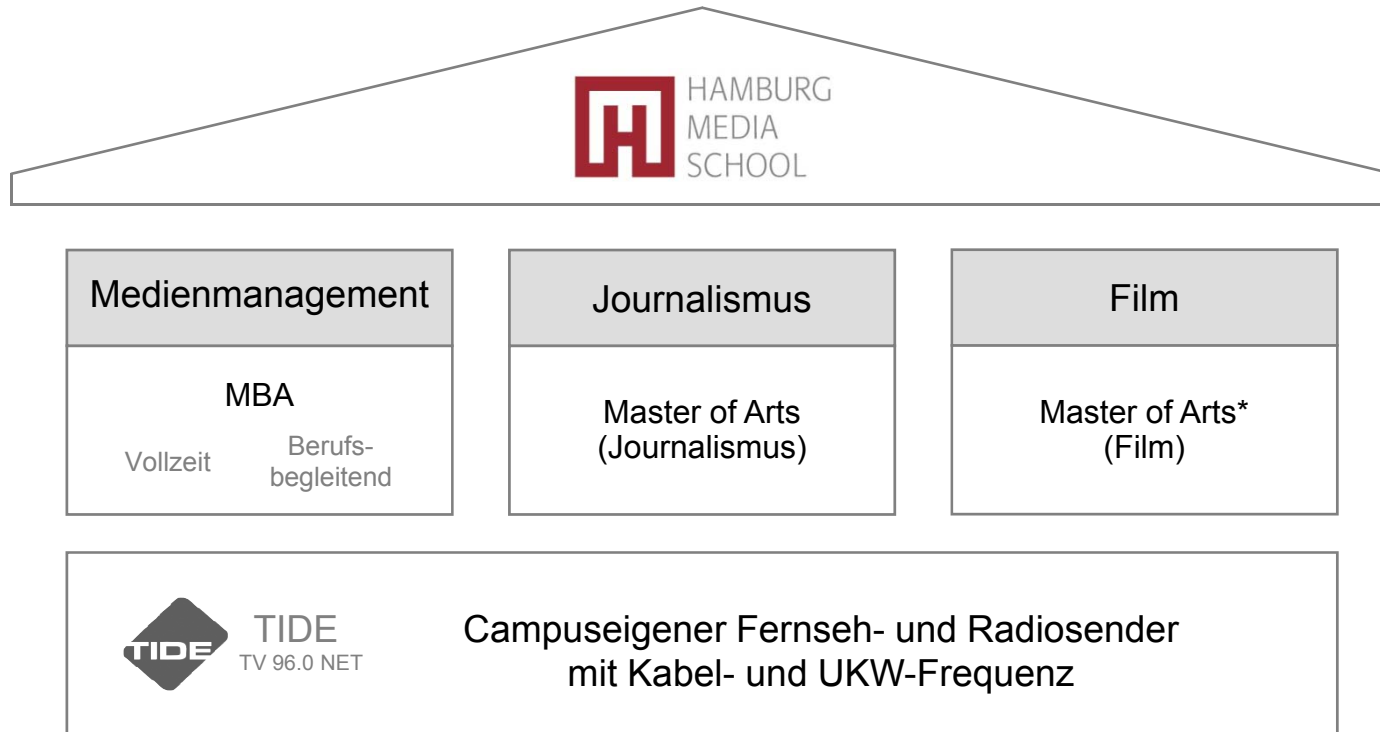 HAMBURG
MEDIA
SCHOOL
Medienmanagement
MBA
Vollzeit
Berufs-
begleitend
Journalismus
Master of Arts
(Journalismus)
Film
Master of Arts*
(Film)
TIDE
TIDE
TV 96.0 NET
Campuseigener Fernseh- und Radiosender
mit Kabel- und UKW-Frequenz